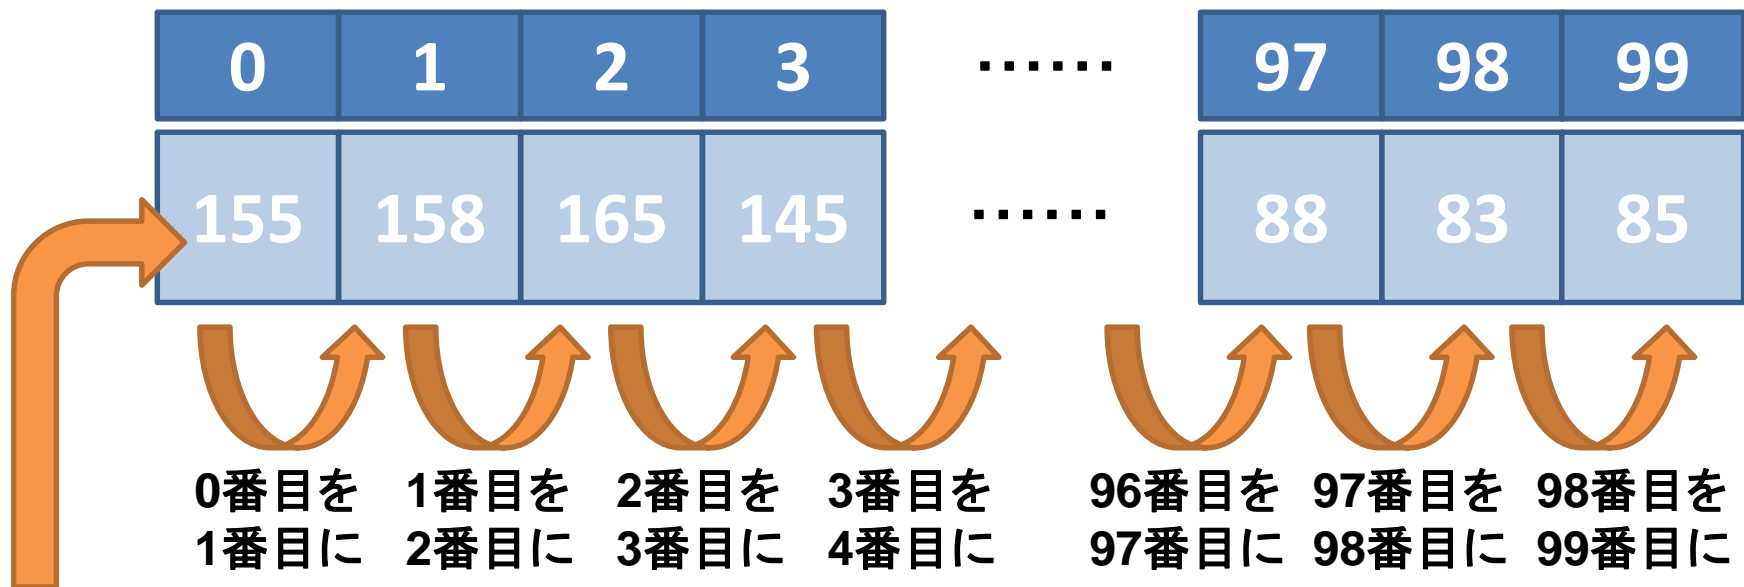 0 1 2 3 ······ 97 98 99
155 158 165 145 ······ 88 83 85
0番目を 1番目を 2番目を 3番目を 96番目を 97番目を 98番目を
1番目に 2番目に 3番目に 4番目に 97番目に 98番目に 99番目に